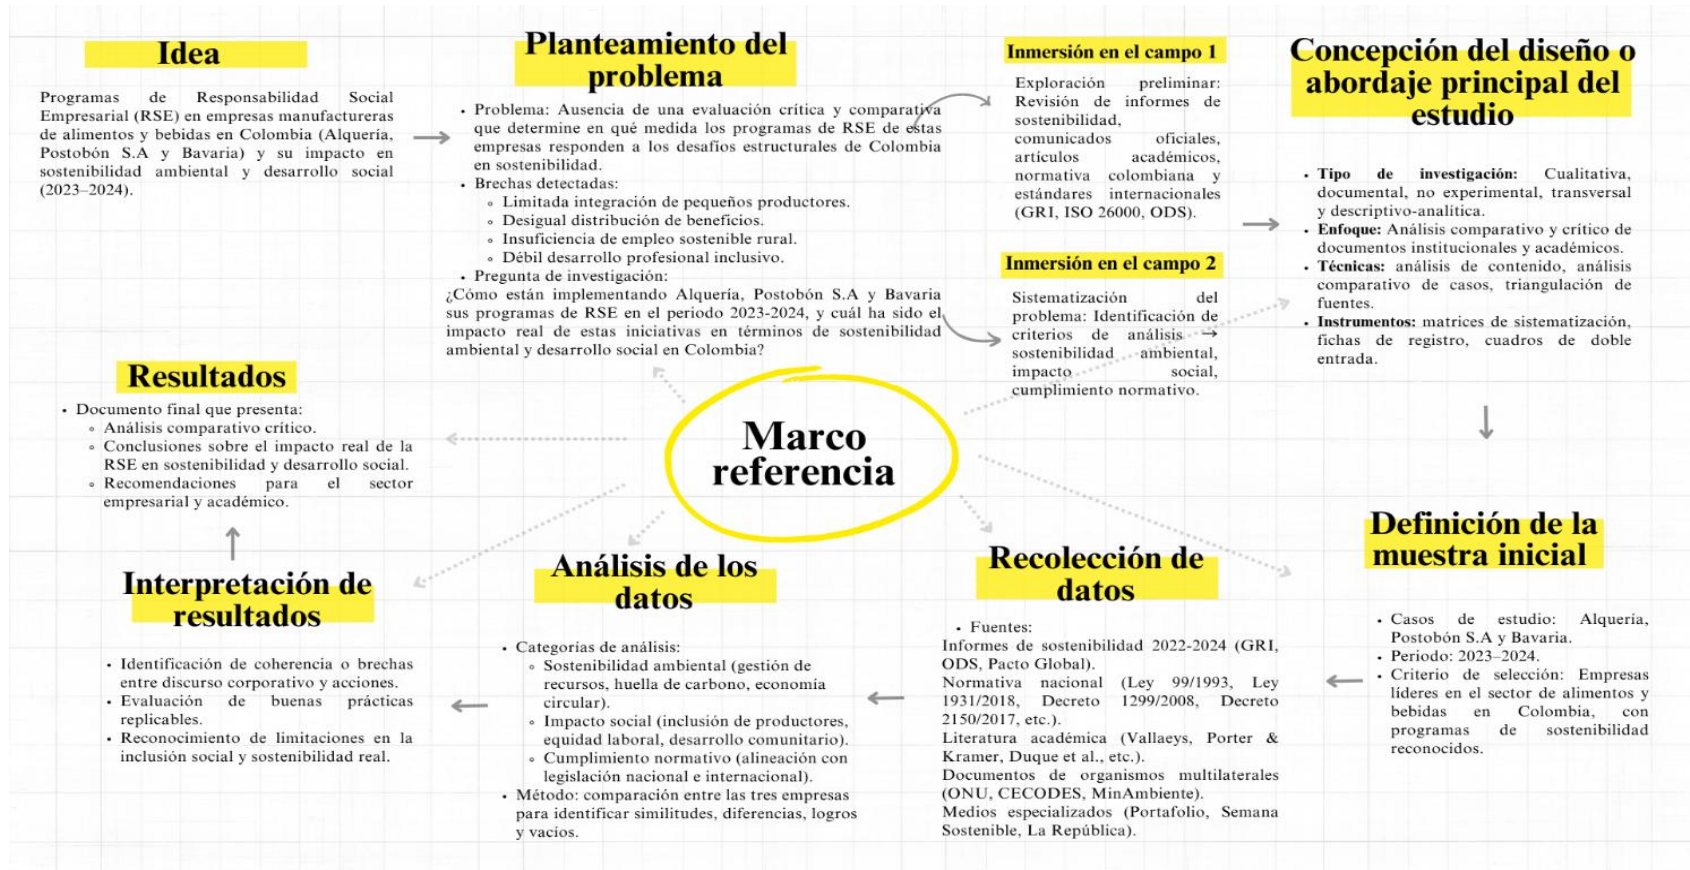 Idea
Programas de Responsabilidad Social
Empresarial (RSE) en empresas manufactureras
de alimentos y bebidas en Colombia (Alquería,
Postobón S.A y Bavaria) y su impacto en
sostenibilidad ambiental y desarrollo social
(2023–2024).
Planteamiento del
problema
• Problema: Ausencia de una evaluación crítica y comparativa
que determine en qué medida los programas de RSE de estas
empresas responden a los desafíos estructurales de Colombia
en sostenibilidad.
• Brechas detectadas:
◦ Limitada integración de pequeños productores.
◦ Desigual distribución de beneficios.
◦ Insuficiencia de empleo sostenible rural.
◦ Débil desarrollo profesional inclusivo.
• Pregunta de investigación:
¿Cómo están implementando Alquería, Postobón S.A y Bavaria
sus programas de RSE en el periodo 2023-2024, y cuál ha sido el
impacto real de estas iniciativas en términos de sostenibilidad
ambiental y desarrollo social en Colombia?
Inmersión en el campo 1
Exploración preliminar:
Revisión de informes de
sostenibilidad,
comunicados oficiales,
artículos académicos,
normativa colombiana y
estándares internacionales
(GRI, ISO 26000, ODS).
Inmersión en el campo 2
Sistematización del
problema: Identificación de
criterios de análisis →
sostenibilidad ambiental,
impacto social,
cumplimiento normativo.
Concepción del diseño o
abordaje principal del
estudio
• Tipo de investigación: Cualitativa,
documental, no experimental, transversal
y descriptivo-analítica.
• Enfoque: Análisis comparativo y crítico de
documentos institucionales y académicos.
• Técnicas: análisis de contenido, análisis
comparativo de casos, triangulación de
fuentes.
• Instrumentos: matrices de sistematización,
fichas de registro, cuadros de doble
entrada.
Marco
referencia
Definición de la
muestra inicial
• Casos de estudio: Alquería,
Postobón S.A y Bavaria.
• Periodo: 2023–2024.
• Criterio de selección: Empresas
líderes en el sector de alimentos y
bebidas en Colombia, con
programas de sostenibilidad
reconocidos.
Recolección de
datos
• Fuentes:
Informes de sostenibilidad 2022-2024 (GRI,
ODS, Pacto Global).
Normativa nacional (Ley 99/1993, Ley
1931/2018, Decreto 1299/2008, Decreto
2150/2017, etc.).
Literatura académica (Vallaeys, Porter &
Kramer, Duque et al., etc.).
Documentos de organismos multilaterales
(ONU, CECODES, MinAmbiente).
Medios especializados (Portafolio, Semana
Sostenible, La República).
Análisis de los
datos
• Categorías de análisis:
◦ Sostenibilidad ambiental (gestión de
recursos, huella de carbono, economía
circular).
◦ Impacto social (inclusión de productores,
equidad laboral, desarrollo comunitario).
◦ Cumplimiento normativo (alineación con
legislación nacional e internacional).
• Método: comparación entre las tres empresas
para identificar similitudes, diferencias, logros
y vacíos.
Interpretación de
resultados
• Identificación de coherencia o brechas
entre discurso corporativo y acciones.
• Evaluación de buenas prácticas
replicables.
• Reconocimiento de limitaciones en la
inclusión social y sostenibilidad real.
Resultados
• Documento final que presenta:
◦ Análisis comparativo crítico.
◦ Conclusiones sobre el impacto real de la
RSE en sostenibilidad y desarrollo social.
◦ Recomendaciones para el sector
empresarial y académico.